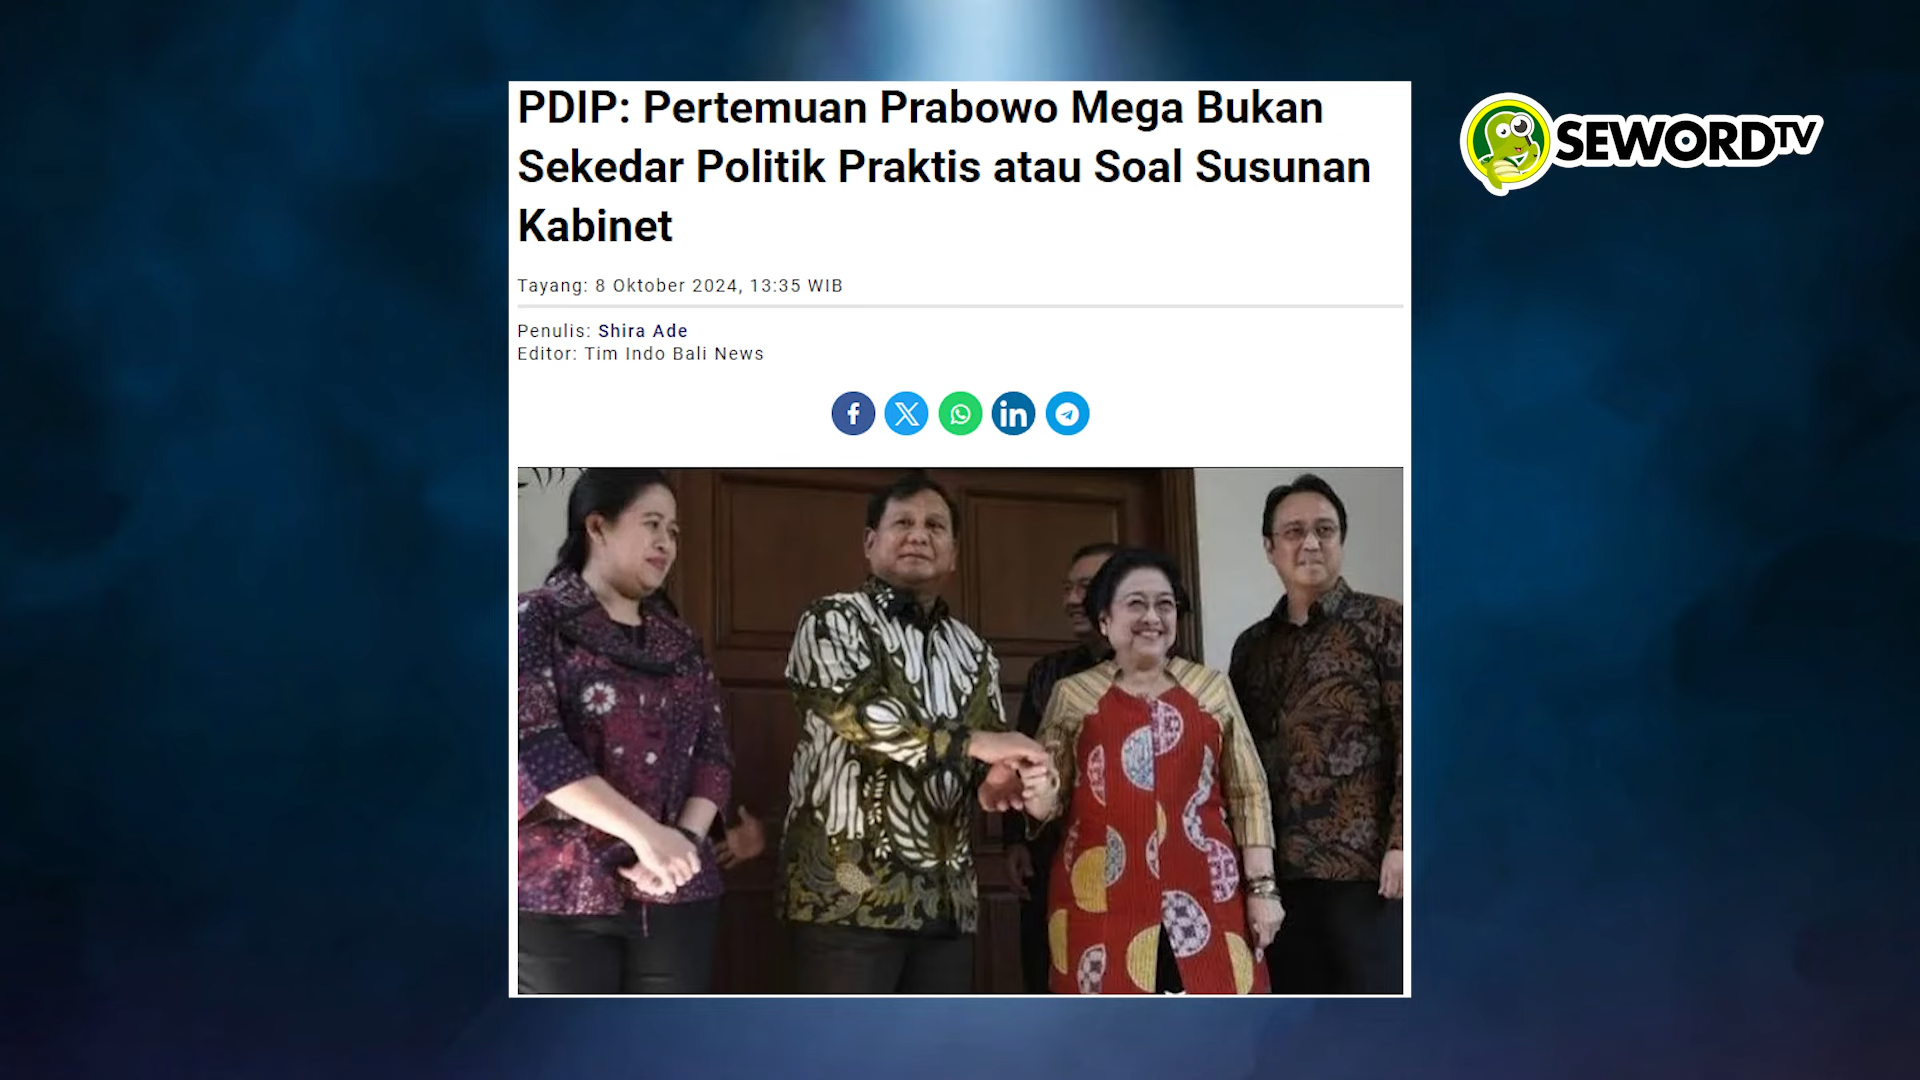 PDIP: Pertemuan Prabowo Mega Bukan
Sekedar Politik Praktis atau Soal Susunan
Kabinet
Tayang: 8 Oktober 2024, 13:35 WIB
Penulis: Shira Ade
Editor: Tim Indo Bali News
SEWORDTV